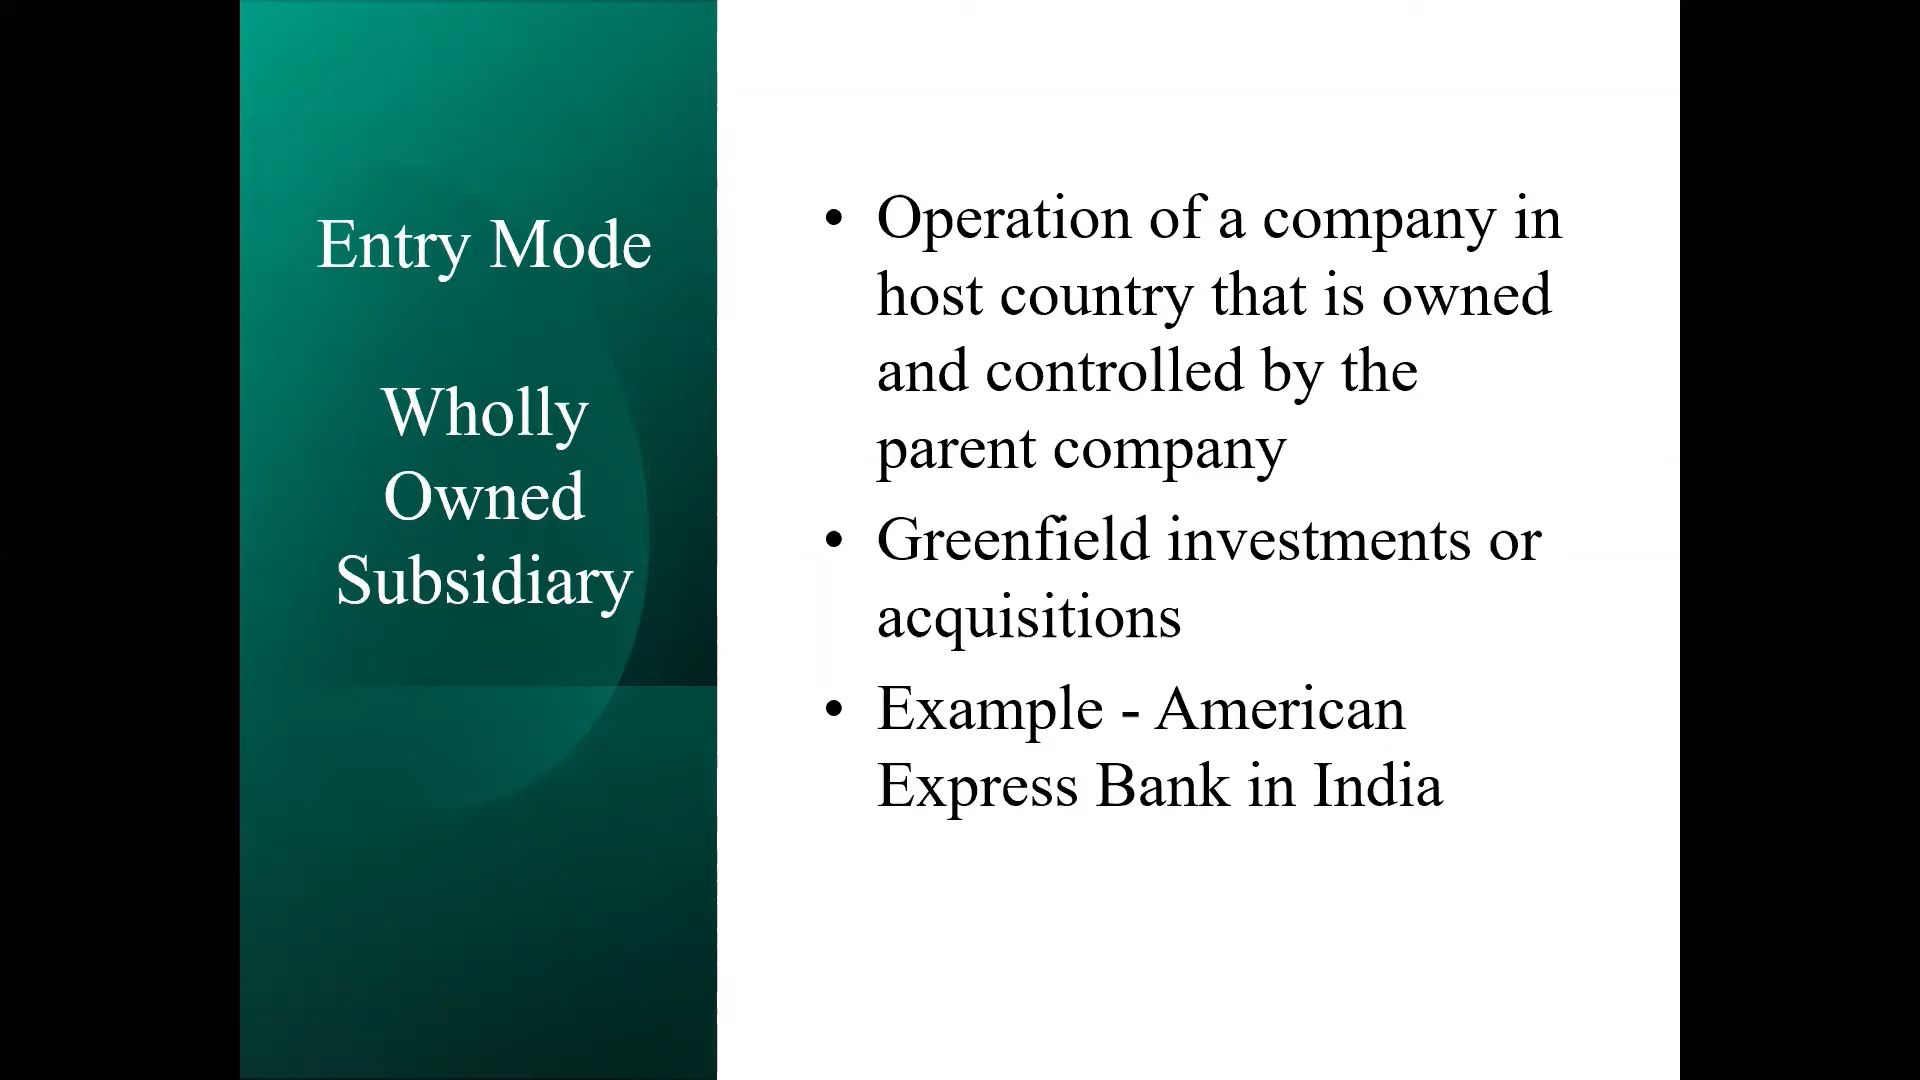 Entry Mode
Wholly
Owned
Subsidiary
• Operation of a company in
host country that is owned
and controlled by the
parent company
• Greenfield investments or
acquisitions
• Example - American
Express Bank in India